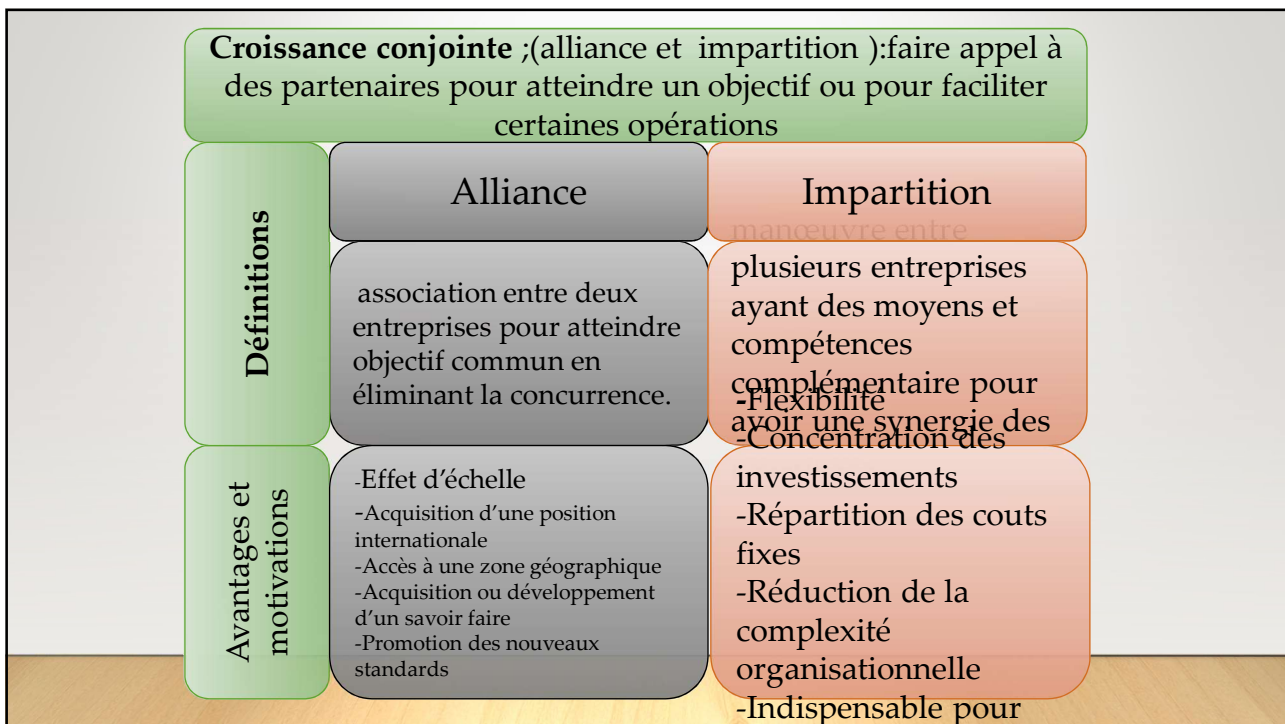 Croissance conjointe ;(alliance et impartition ):faire appel à
des partenaires pour atteindre un objectif ou pour faciliter
certaines opérations
Définitions
Alliance
Impartition
association entre deux
entreprises pour atteindre
objectif commun en
éliminant la concurrence.
manœuvre entre
plusieurs entreprises
ayant des moyens et
compétences
complémentaire pour
avoir une synergie des
Avantages et
motivations
-Effet d’échelle
-Acquisition d’une position
internationale
-Accès à une zone géographique
-Acquisition ou développement
d’un savoir faire
-Promotion des nouveaux
standards
-Flexibilité
-Concentration des
investissements
-Répartition des couts
fixes
-Réduction de la
complexité
organisationnelle
-Indispensable pour